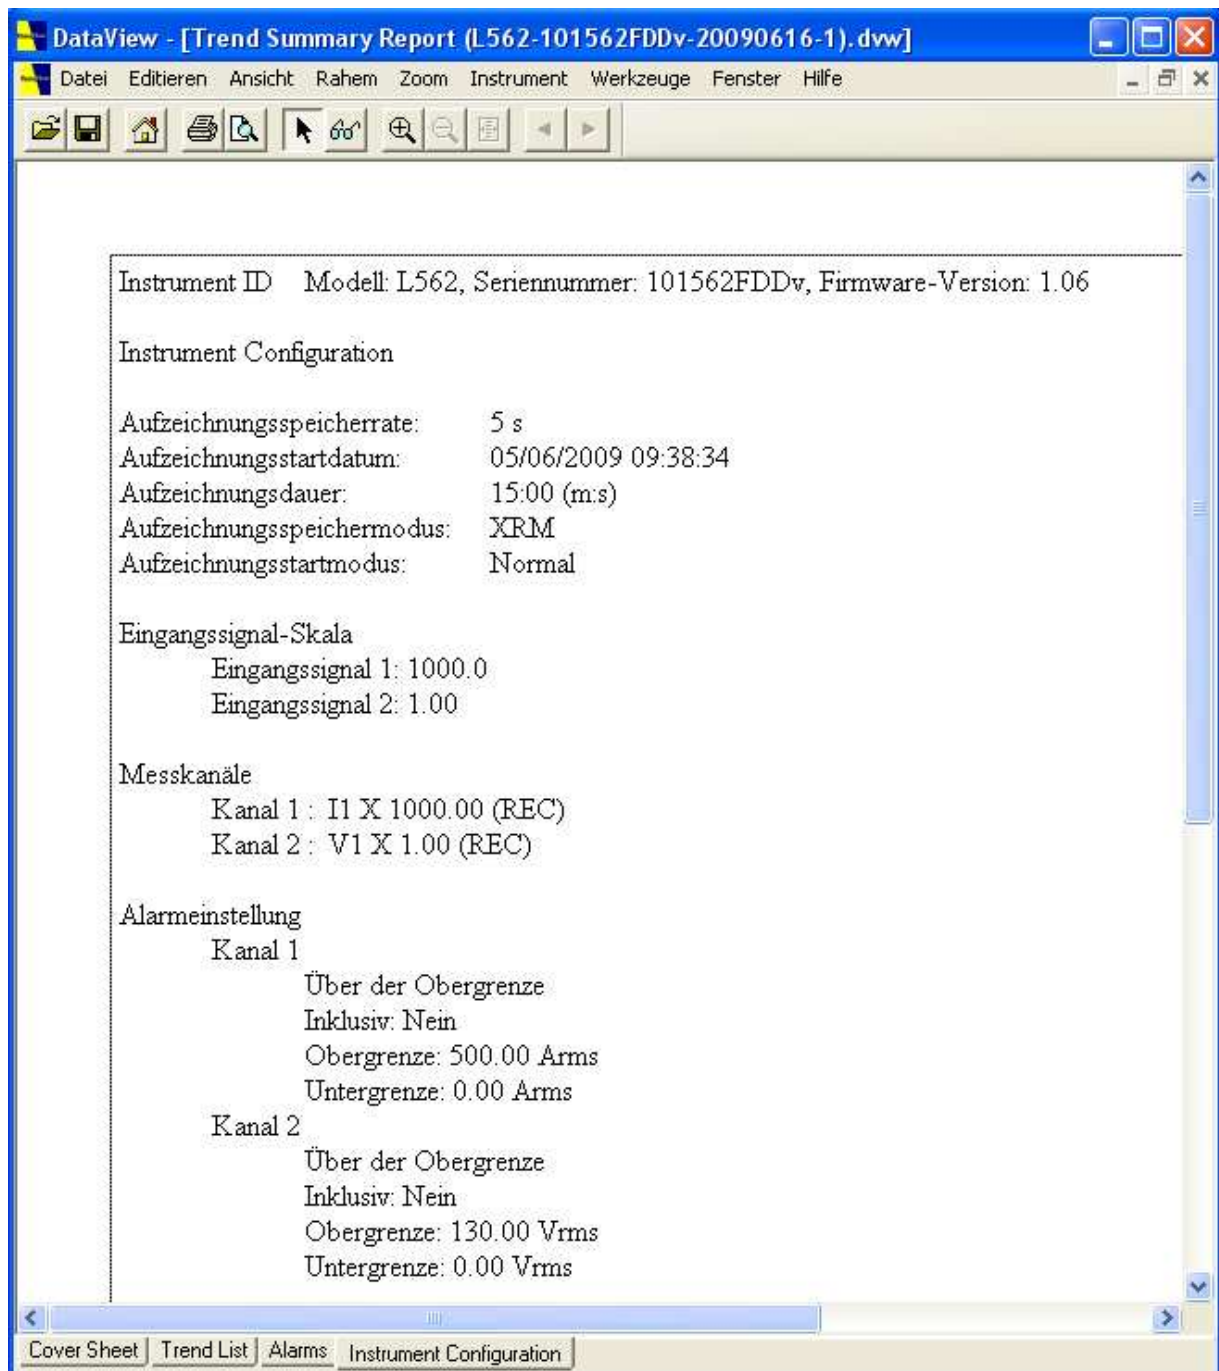 DataView - [Trend Summary Report (L562-101562FDDv-20090616-1).dvw]
Datei Editieren Ansicht Rahem Zoom Instrument Werkzeuge Fenster Hilfe
Instrument ID Modell: L562, Seriennummer: 101562FDDv, Firmware-Version: 1.06
Instrument Configuration
Aufzeichnungsspeicherrate: 5 s
Aufzeichnungsstartdatum: 05/06/2009 09:38:34
Aufzeichnungsdauer: 15:00 (m:s)
Aufzeichnungsspeichermodus: XRM
Aufzeichnungsstartmodus: Normal
Eingangssignal-Skala
Eingangssignal 1: 1000.0
Eingangssignal 2: 1.00
Messkanäle
Kanal 1 : I1 X 1000.00 (REC)
Kanal 2 : V1 X 1.00 (REC)
Alarmeinstellung
Kanal 1
Über der Obergrenze
Inklusiv: Nein
Obergrenze: 500.00 Arms
Untergrenze: 0.00 Arms
Kanal 2
Über der Obergrenze
Inklusiv: Nein
Obergrenze: 130.00 Vrms
Untergrenze: 0.00 Vrms
Cover Sheet Trend List Alarms Instrument Configuration